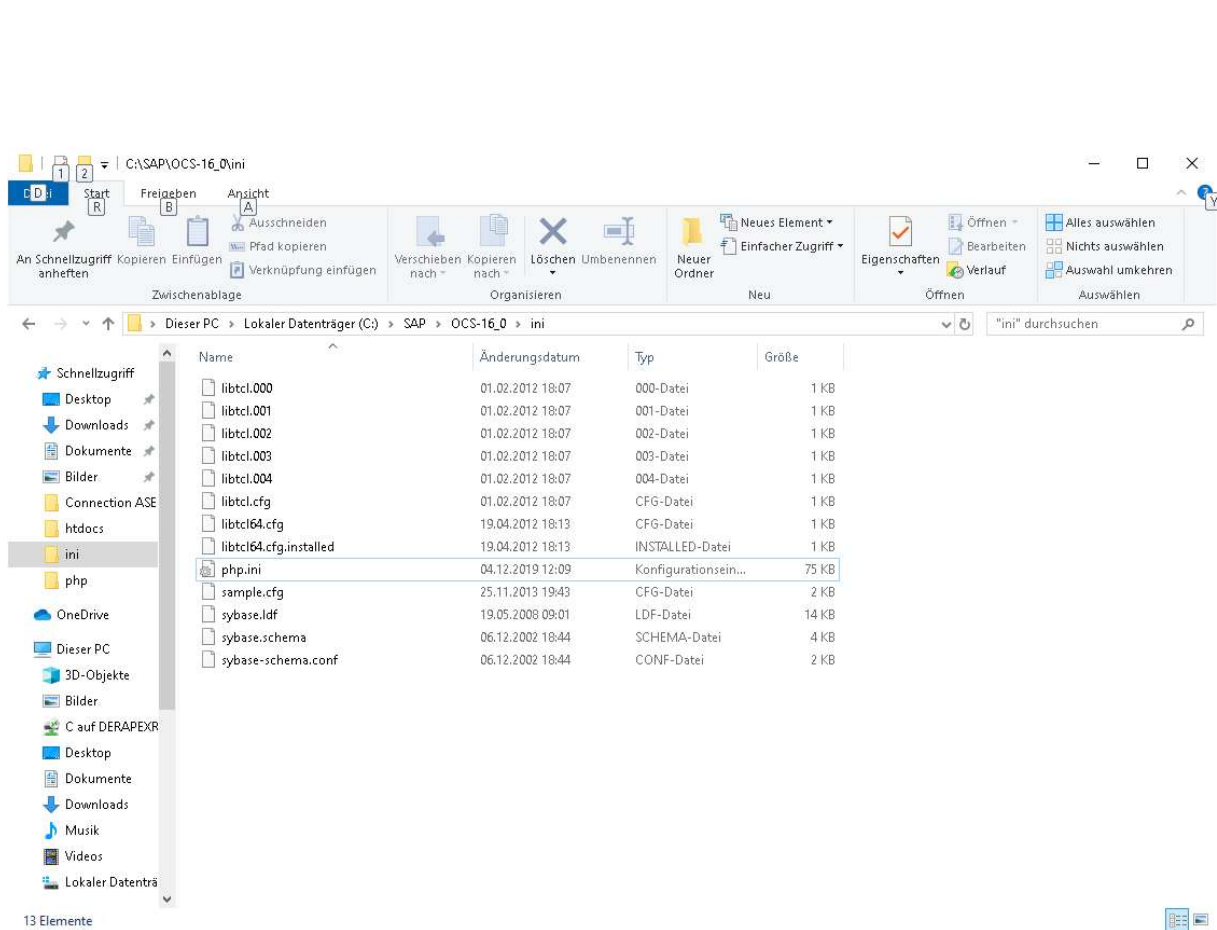 C:\SAP\OCS-16_0\ini
1 2
Start Freigeben Ansicht
D R B A Y
Ausschneiden
Pfad kopieren
Verknüpfung einfügen
An Schnellzugriff anheften
Kopieren
Einfügen
Zwischenablage
Verschieben nach
Kopieren nach
Löschen
Umbenennen
Organisieren
Neuer Ordner
Neues Element
Einfacher Zugriff
Neu
Eigenschaften
Öffnen
Bearbeiten
Verlauf
Öffnen
Alles auswählen
Nichts auswählen
Auswahl umkehren
Auswählen
Dieser PC > Lokaler Datenträger (C:) > SAP > OCS-16_0 > ini
"ini" durchsuchen
Schnellzugriff
Desktop
Downloads
Dokumente
Bilder
Connection ASE
htdocs
ini
php
OneDrive
Dieser PC
3D-Objekte
Bilder
C auf DERAPEXR
Desktop
Dokumente
Downloads
Musik
Videos
Lokaler Datenträ
Name Änderungsdatum Typ Größe
libtcl.000 01.02.2012 18:07 000-Datei 1 KB
libtcl.001 01.02.2012 18:07 001-Datei 1 KB
libtcl.002 01.02.2012 18:07 002-Datei 1 KB
libtcl.003 01.02.2012 18:07 003-Datei 1 KB
libtcl.004 01.02.2012 18:07 004-Datei 1 KB
libtcl.cfg 01.02.2012 18:07 CFG-Datei 1 KB
libtcl64.cfg 19.04.2012 18:13 CFG-Datei 1 KB
libtcl64.cfg.installed 19.04.2012 18:13 INSTALLED-Datei 1 KB
php.ini 04.12.2019 12:09 Konfigurationsein... 75 KB
sample.cfg 25.11.2013 19:43 CFG-Datei 2 KB
sybase.ldf 19.05.2008 09:01 LDF-Datei 14 KB
sybase.schema 06.12.2002 18:44 SCHEMA-Datei 4 KB
sybase-schema.conf 06.12.2002 18:44 CONF-Datei 2 KB
13 Elemente